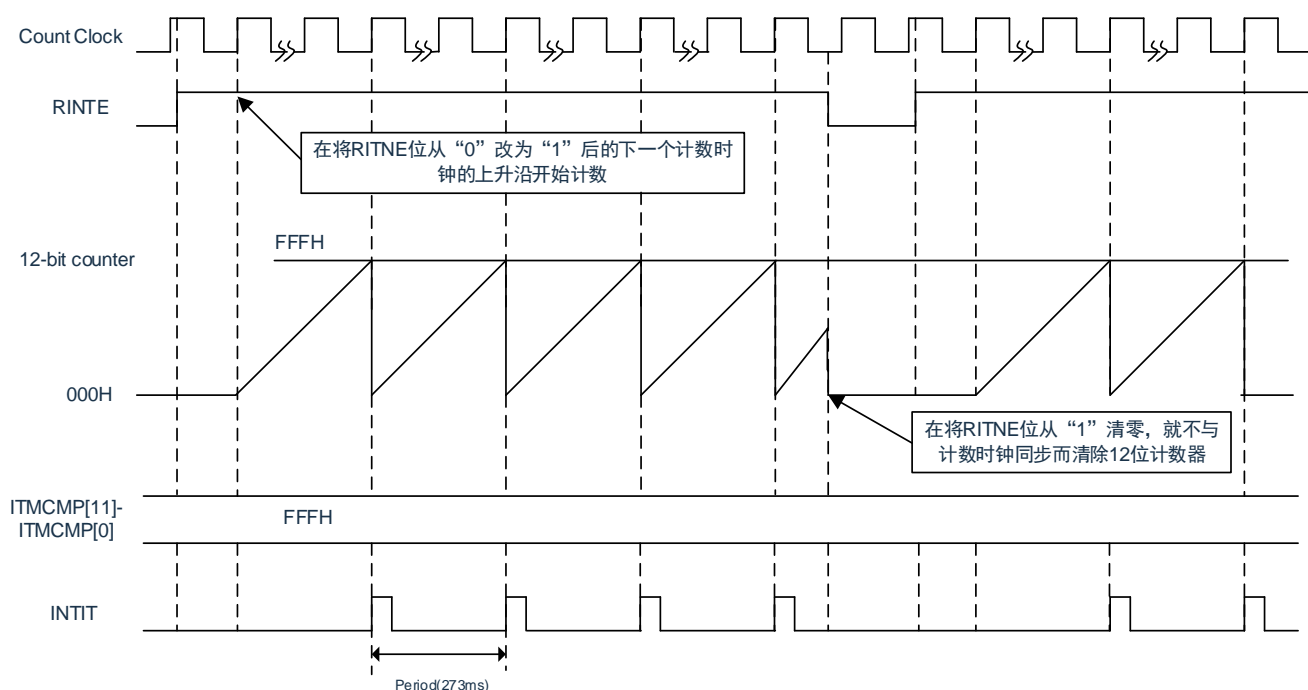 Count Clock
RINTE
在将RITNE位从“0”改为“1”后的下一个计数时
钟的上升沿开始计数
FFFH
12-bit counter
000H
在将RITNE位从“1”清零，就不与
计数时钟同步而清除12位计数器
ITMCMP[11]-
ITMCMP[0]
FFFH
INTIT
Period(273ms)